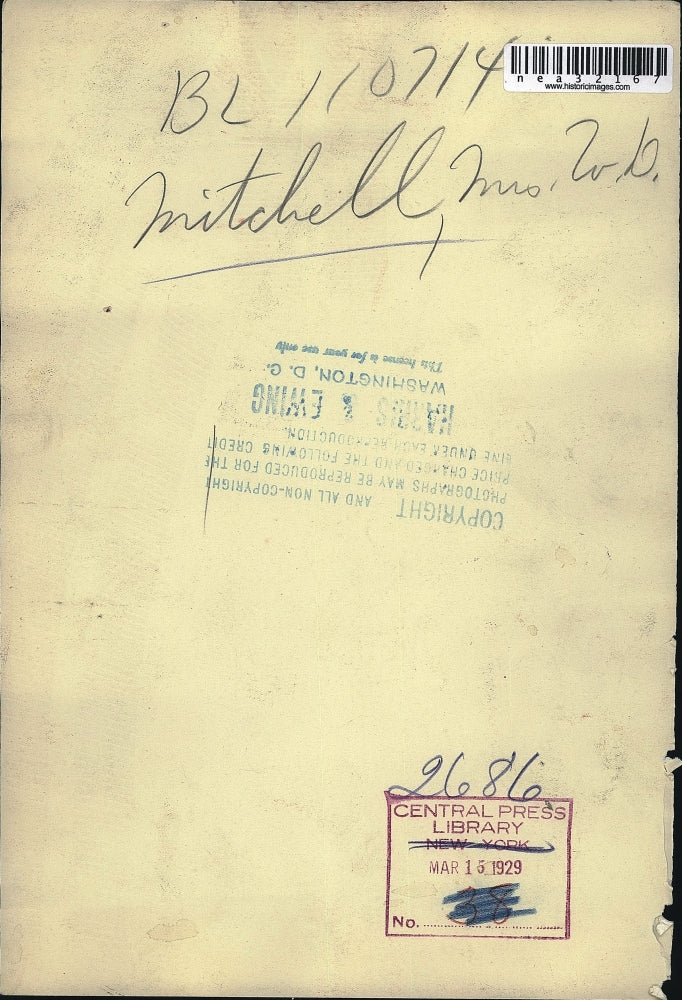 BL 110714
nea32167
www.historicimages.com
Mitchell, Mrs. W. D.
This license is for your use only
WASHINGTON, D. C.
HARRIS & EWING
LINE UNDER EACH REPRODUCTION.
PRICE CHARGED AND THE FOLLOWING CREDIT
PHOTOGRAPHS MAY BE REPRODUCED FOR THE
COPYRIGHT AND ALL NON-COPYRIGHT
2686
CENTRAL PRESS
LIBRARY
NEW YORK
MAR 15 1929
38
No.